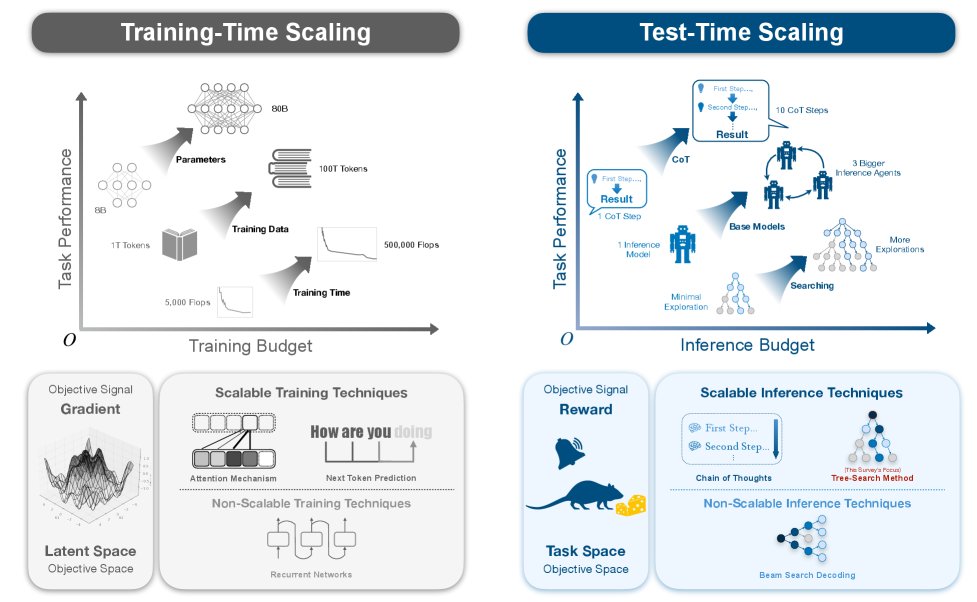 Training-Time Scaling
Task Performance
80B
Parameters
8B
100T Tokens
Training Data
1T Tokens
500,000 Flops
Training Time
5,000 Flops
O
Training Budget
Objective Signal
Gradient
Latent Space
Objective Space
Scalable Training Techniques
Attention Mechanism
How are you doing
Next Token Prediction
Non-Scalable Training Techniques
Recurrent Networks
Test-Time Scaling
Task Performance
First Step...,
Second Step...,
Result
10 CoT Steps
CoT
First Step...,
Result
1 CoT Step
3 Bigger
Inference Agents
Base Models
1 Inference
Model
More
Explorations
Searching
Minimal
Exploration
O
Inference Budget
Objective Signal
Reward
Task Space
Objective Space
Scalable Inference Techniques
First Step...
Second Step...
Chain of Thoughts
(This Survey's Focus)
Tree-Search Method
Non-Scalable Inference Techniques
Beam Search Decoding